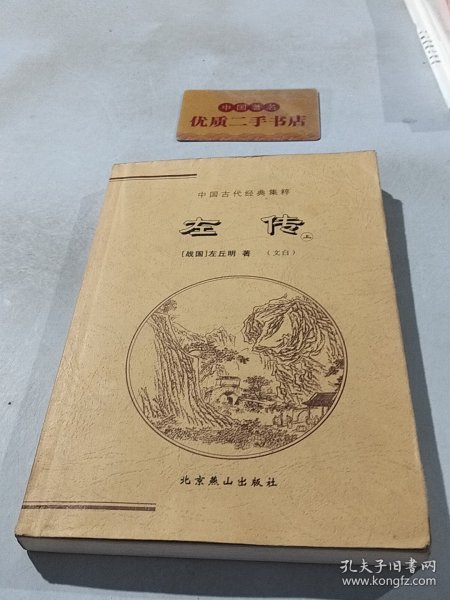 中国著名
优质二手书店
中国古代经典集粹
左传上
[战国]左丘明 著 (文白)
北京燕山出版社
孔夫子旧书网
www.kongfz.com